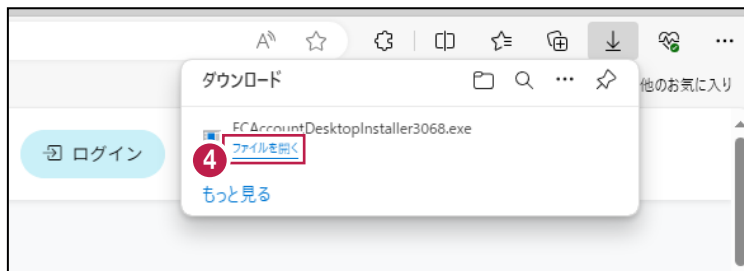 A
ダウンロード
他のお気に入り
FCAccountDesktopInstaller3068.exe
ログイン
4
ファイルを開く
もっと見る